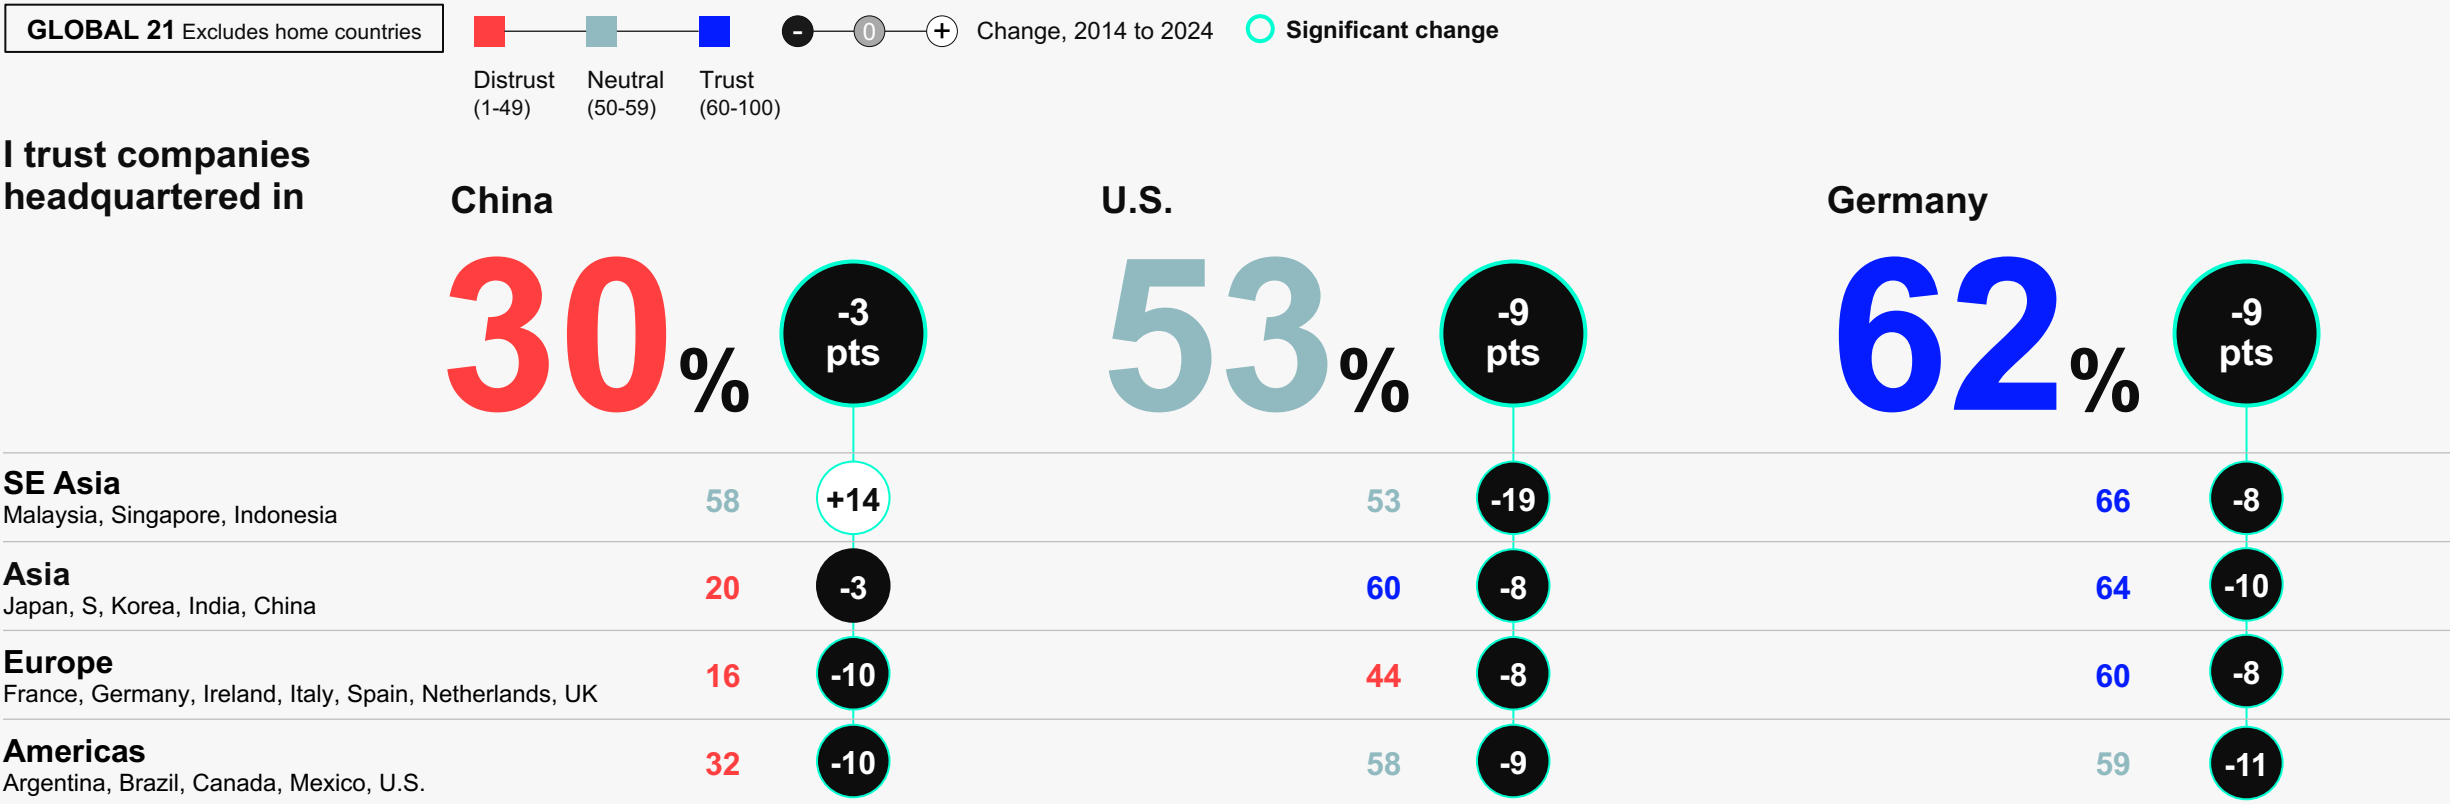 GLOBAL 21 Excludes home countries
- 0 + Change, 2014 to 2024
Significant change
Distrust Neutral Trust
(1-49) (50-59) (60-100)
I trust companies
headquartered in
China U.S. Germany
30% -3 pts 53% -9 pts 62% -9 pts
SE Asia
Malaysia, Singapore, Indonesia
58 +14 53 -19 66 -8
Asia
Japan, S, Korea, India, China
20 -3 60 -8 64 -10
Europe
France, Germany, Ireland, Italy, Spain, Netherlands, UK
16 -10 44 -8 60 -8
Americas
Argentina, Brazil, Canada, Mexico, U.S.
32 -10 58 -9 59 -11